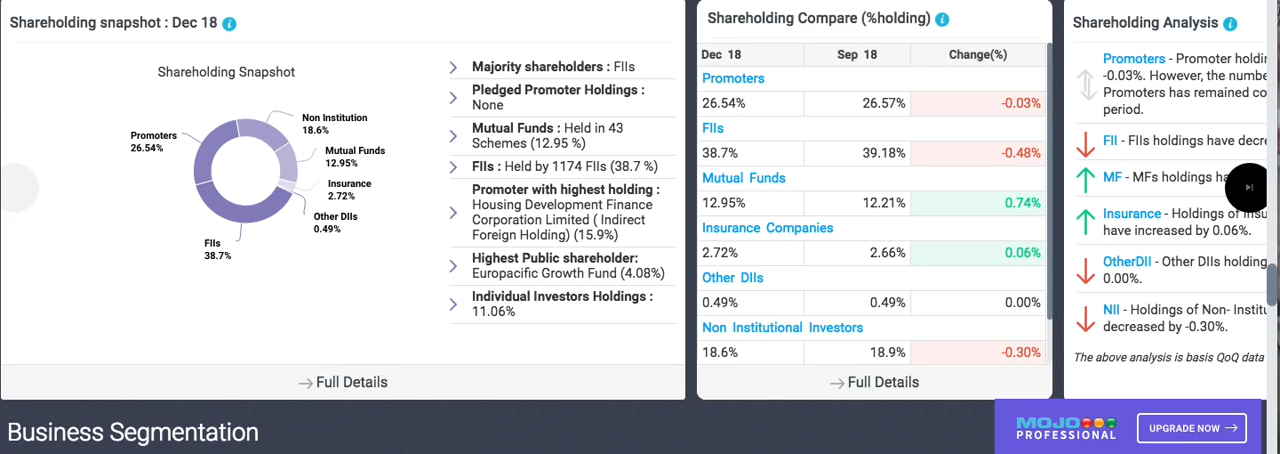 Shareholding snapshot : Dec 18
Shareholding Snapshot
Non Institution
18.6%
Promoters
26.54%
Mutual Funds
12.95%
Insurance
2.72%
Other DIIs
0.49%
FIIs
38.7%
Majority shareholders : FIIs
Pledged Promoter Holdings :
None
Mutual Funds : Held in 43
Schemes (12.95 %)
FIIs : Held by 1174 FIIs (38.7 %)
Promoter with highest holding :
Housing Development Finance
Corporation Limited ( Indirect
Foreign Holding) (15.9%)
Highest Public shareholder:
Europacific Growth Fund (4.08%)
Individual Investors Holdings :
11.06%
Full Details
Shareholding Compare (%holding)
Dec 18 Sep 18 Change(%)
Promoters
26.54% 26.57% -0.03%
FIIs
38.7% 39.18% -0.48%
Mutual Funds
12.95% 12.21% 0.74%
Insurance Companies
2.72% 2.66% 0.06%
Other DIIs
0.49% 0.49% 0.00%
Non Institutional Investors
18.6% 18.9% -0.30%
Full Details
Shareholding Analysis
Promoters - Promoter holdin
-0.03%. However, the numbe
Promoters has remained co
period.
FII - FIIs holdings have decre
MF - MFs holdings ha
Insurance - Holdings of Insu
have increased by 0.06%.
OtherDII - Other DIIs holding
0.00%.
NII - Holdings of Non- Institu
decreased by -0.30%.
The above analysis is basis QoQ data
Business Segmentation
MOJO
PROFESSIONAL
UPGRADE NOW